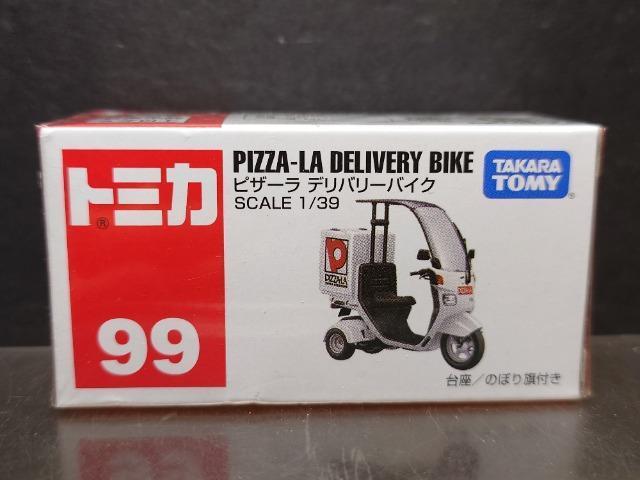 トミカ
®
99
PIZZA-LA DELIVERY BIKE
ピザーラ デリバリーバイク
SCALE 1/39
TAKARA
TOMY
®
PIZZA-LA
台座/のぼり旗付き